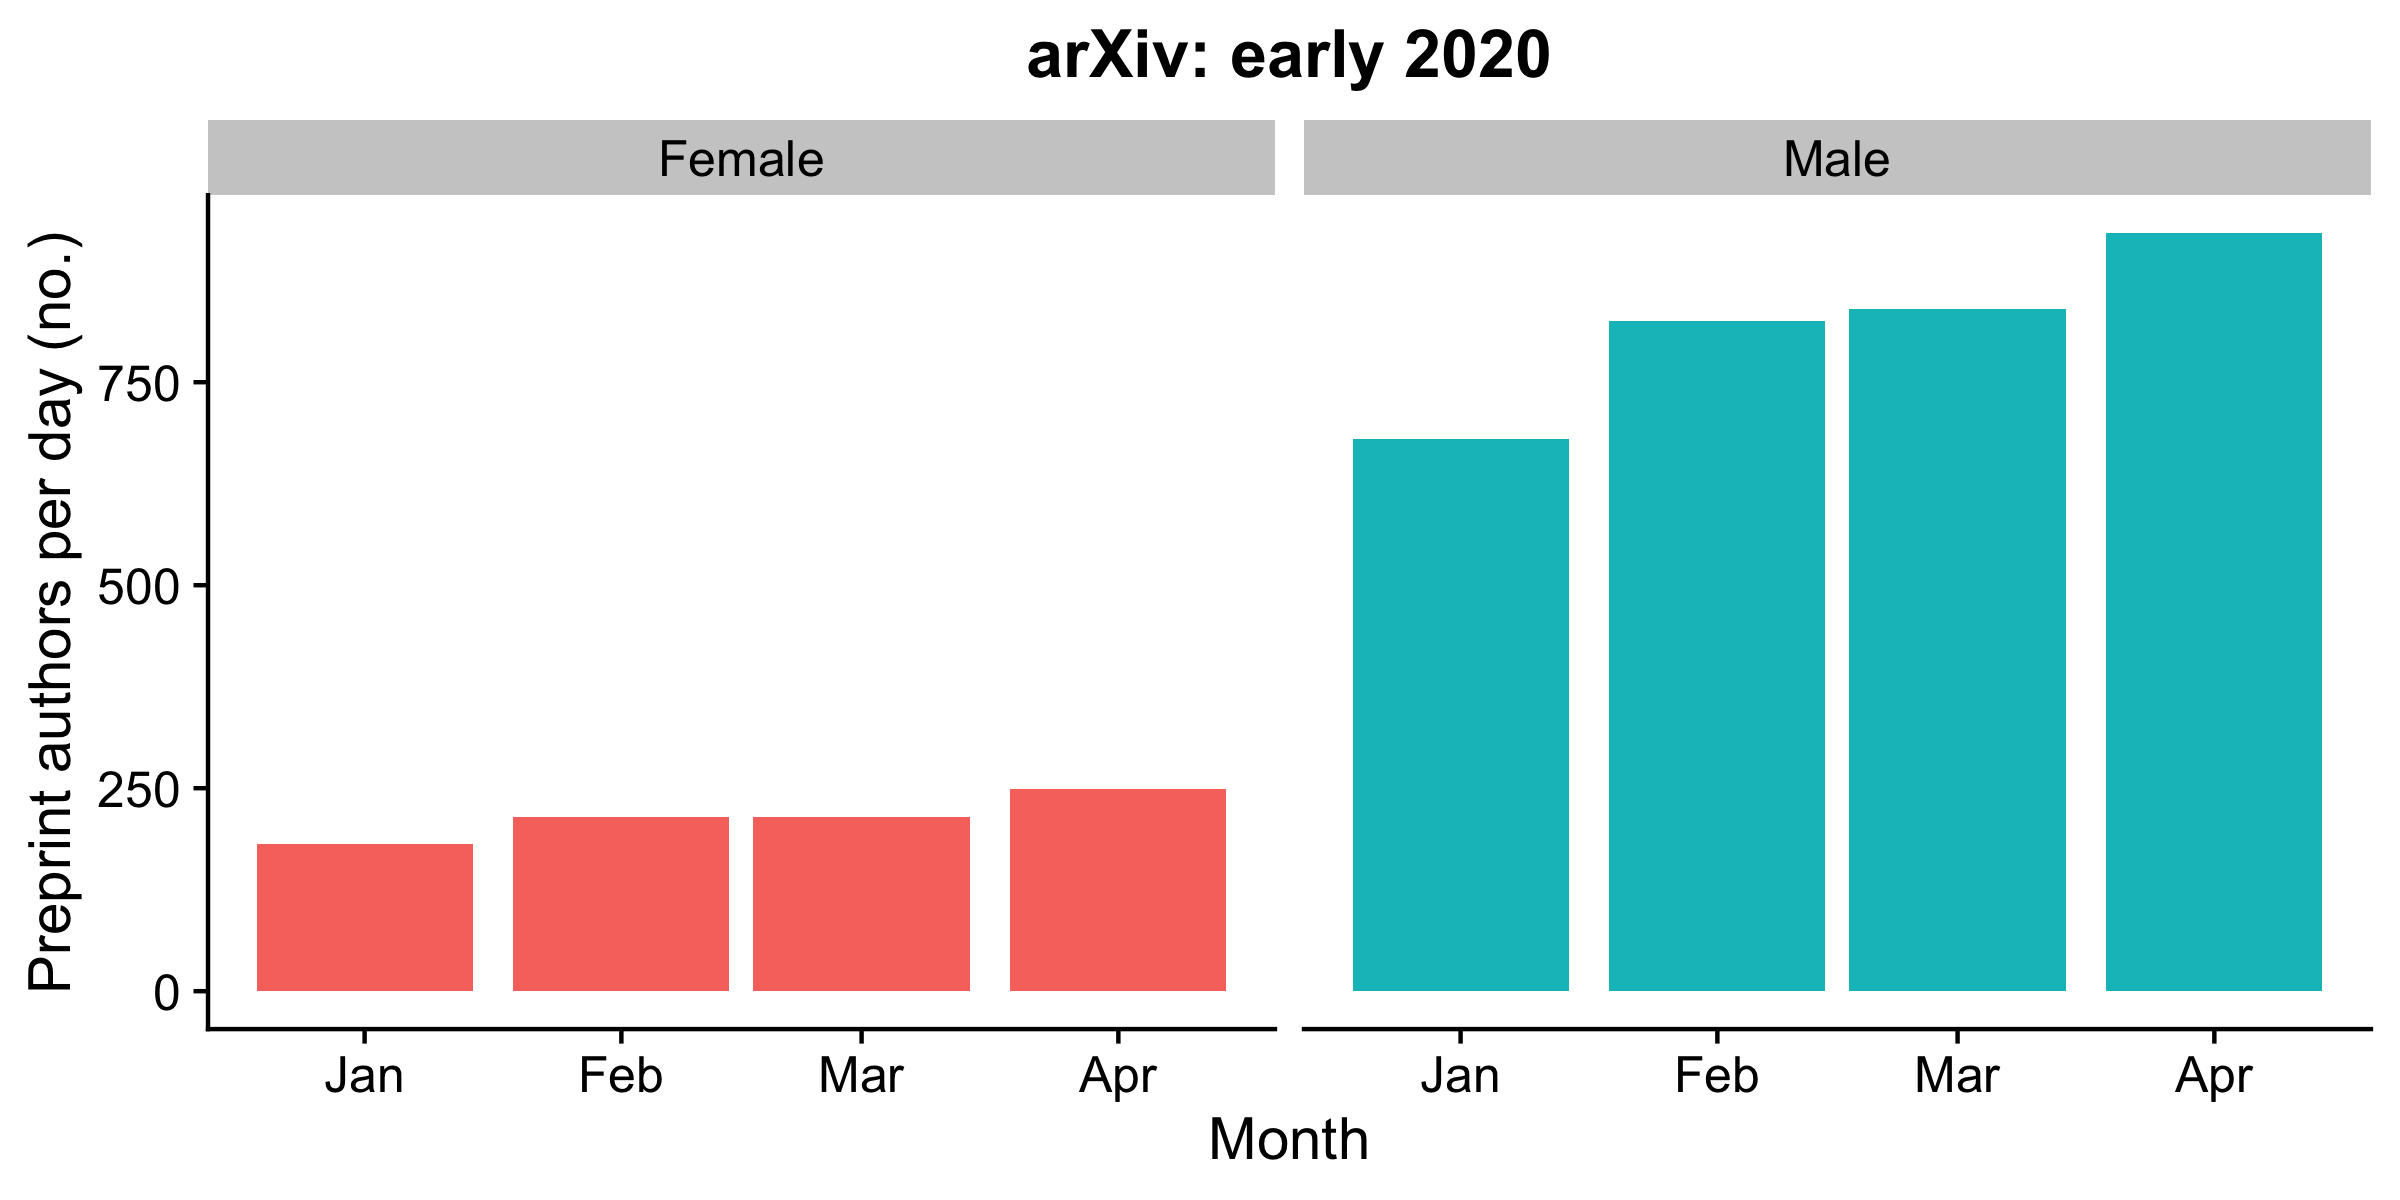 arXiv: early 2020
Female
Male
Preprint authors per day (no.)
750
500
250
0
Jan Feb Mar Apr
Jan Feb Mar Apr
Month